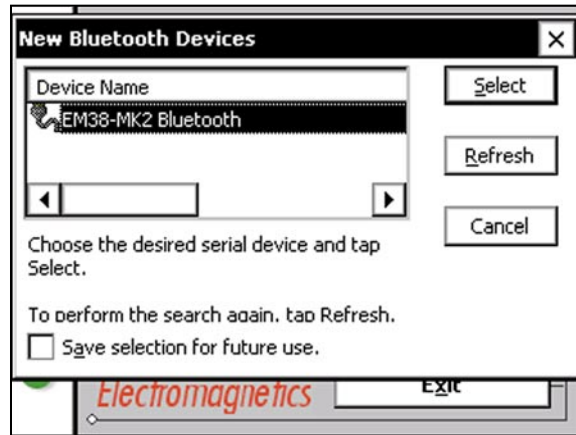 New Bluetooth Devices
Device Name
EM38-MK2 Bluetooth
Select
Refresh
Cancel
Choose the desired serial device and tap
Select.
To perform the search again, tap Refresh.
Save selection for future use.
Electromagnetics
Exit